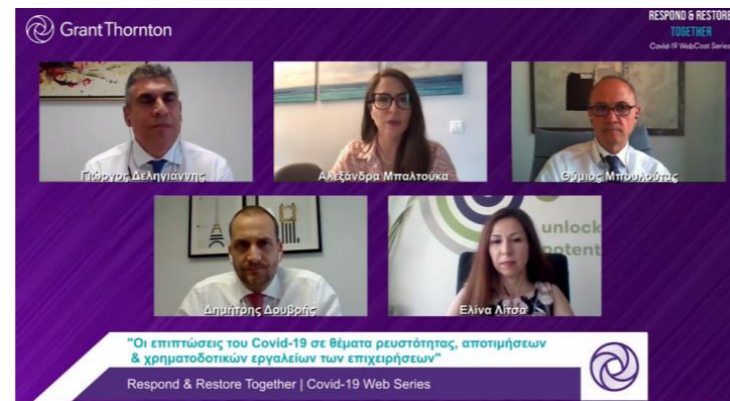 Grant Thornton
RESPOND & RESTORE
TOGETHER
Covid-19 WebCast Series
Γιώργος Δεληγιάννης
Αλεξάνδρα Μπαλτούκα
Θύμιος Μπουλούτας
unlock
potent
Δημήτρης Δουβρής
Ελίνα Λίτσα
"Οι επιπτώσεις του Covid-19 σε θέματα ρευστότητας, αποτιμήσεων
& χρηματοδοτικών εργαλείων των επιχειρήσεων"
Respond & Restore Together | Covid-19 Web Series